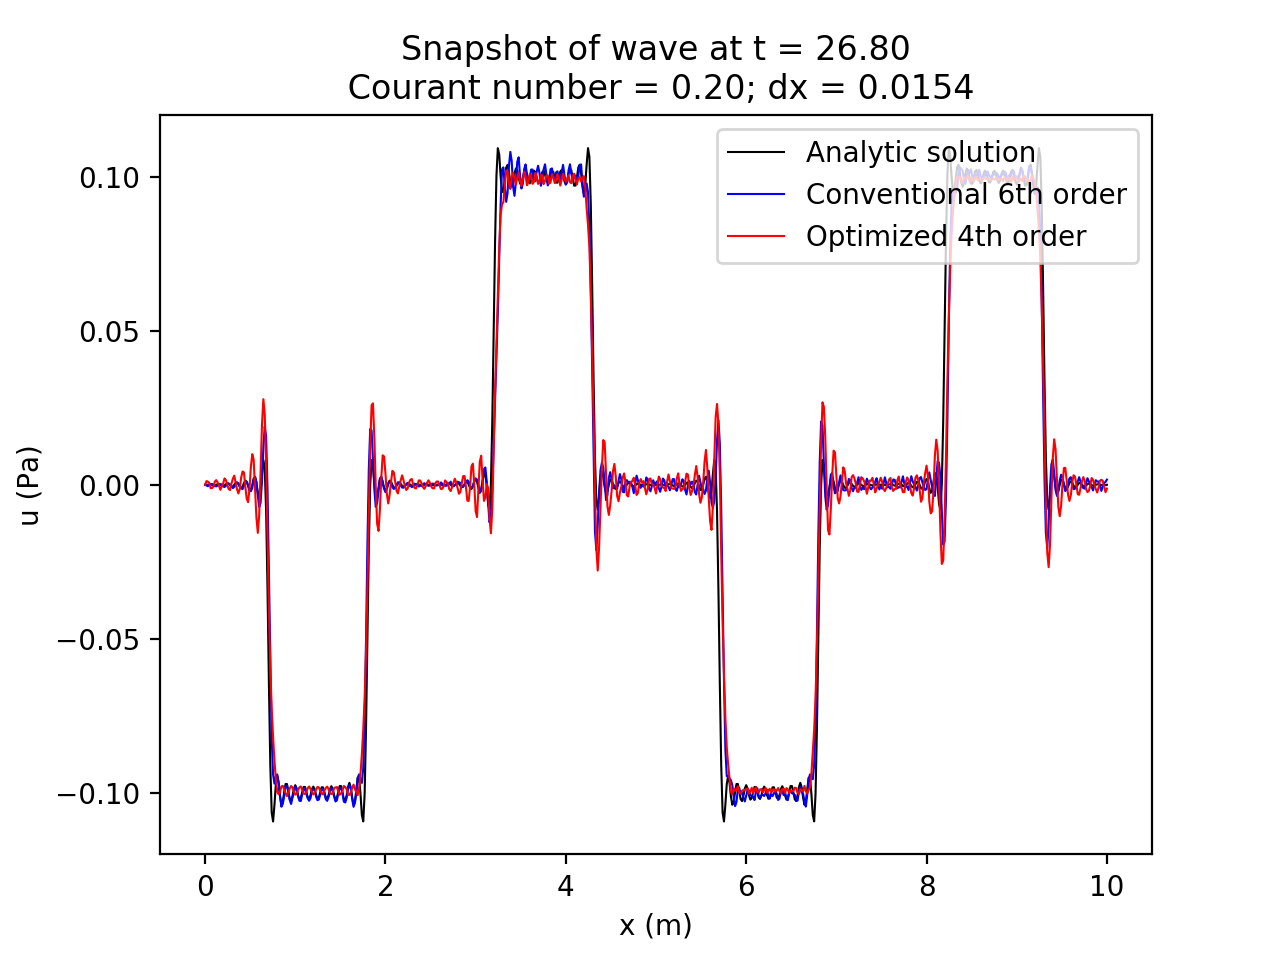 Snapshot of wave at t = 26.80
Courant number = 0.20; dx = 0.0154
Analytic solution
Conventional 6th order
Optimized 4th order
0.10
0.05
0.00
−0.05
−0.10
u (Pa)
0 2 4 6 8 10
x (m)